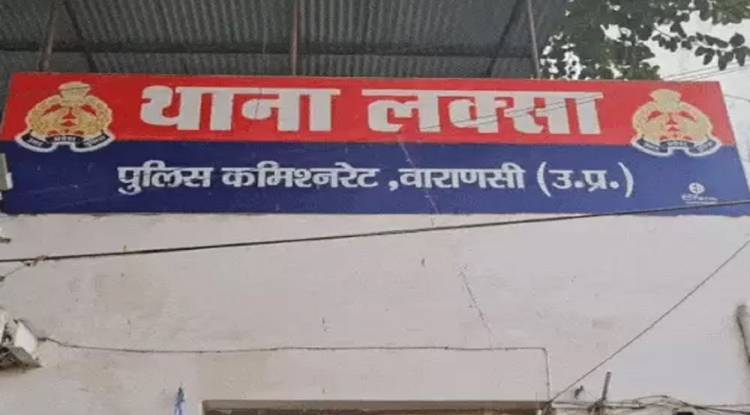 थाना लक्सा
पुलिस कमिश्नरेट ,वाराणसी (उ.प्र.)